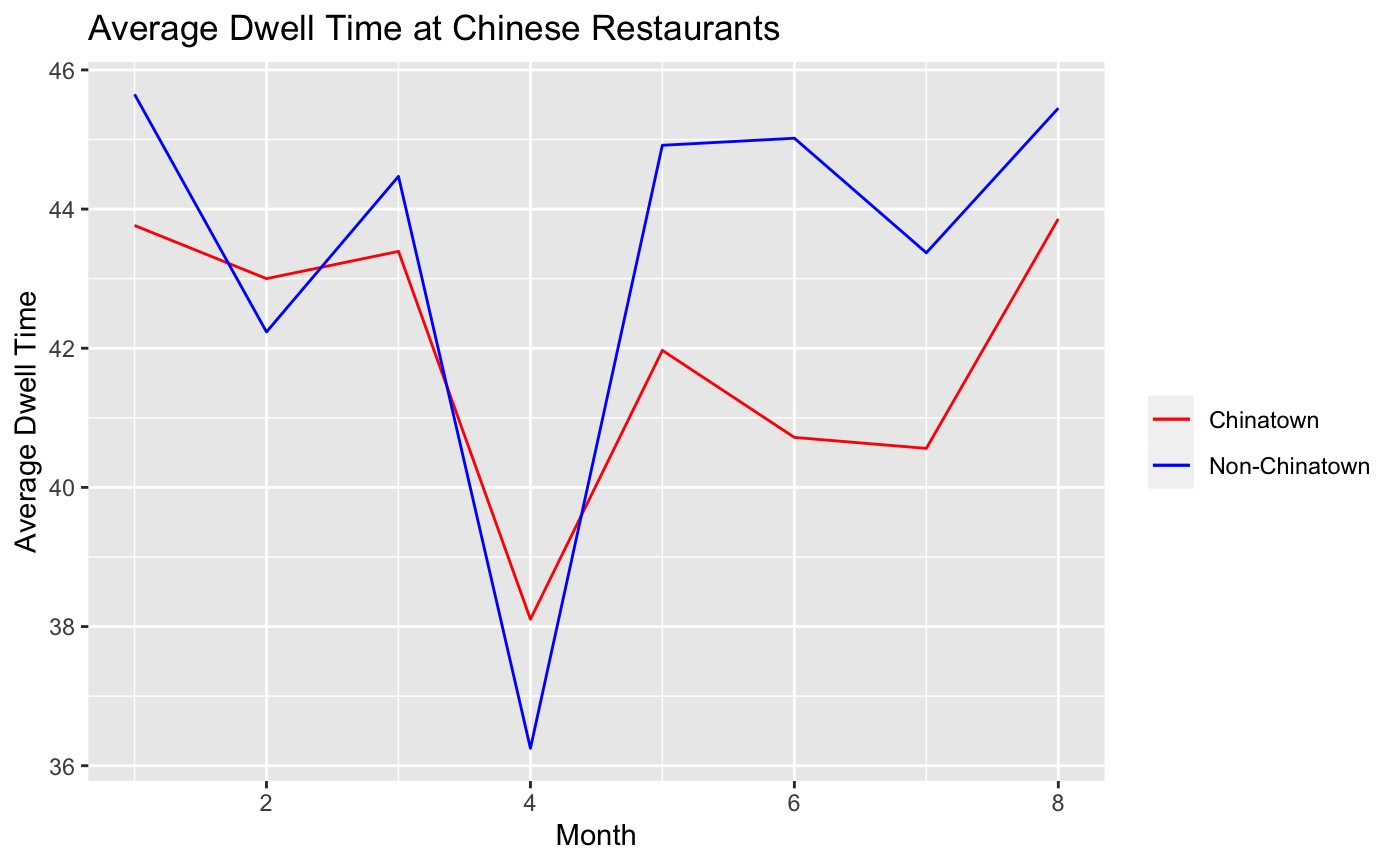 Average Dwell Time at Chinese Restaurants
46
44
42
40
38
36
Average Dwell Time
2 4 6 8
Month
Chinatown
Non-Chinatown